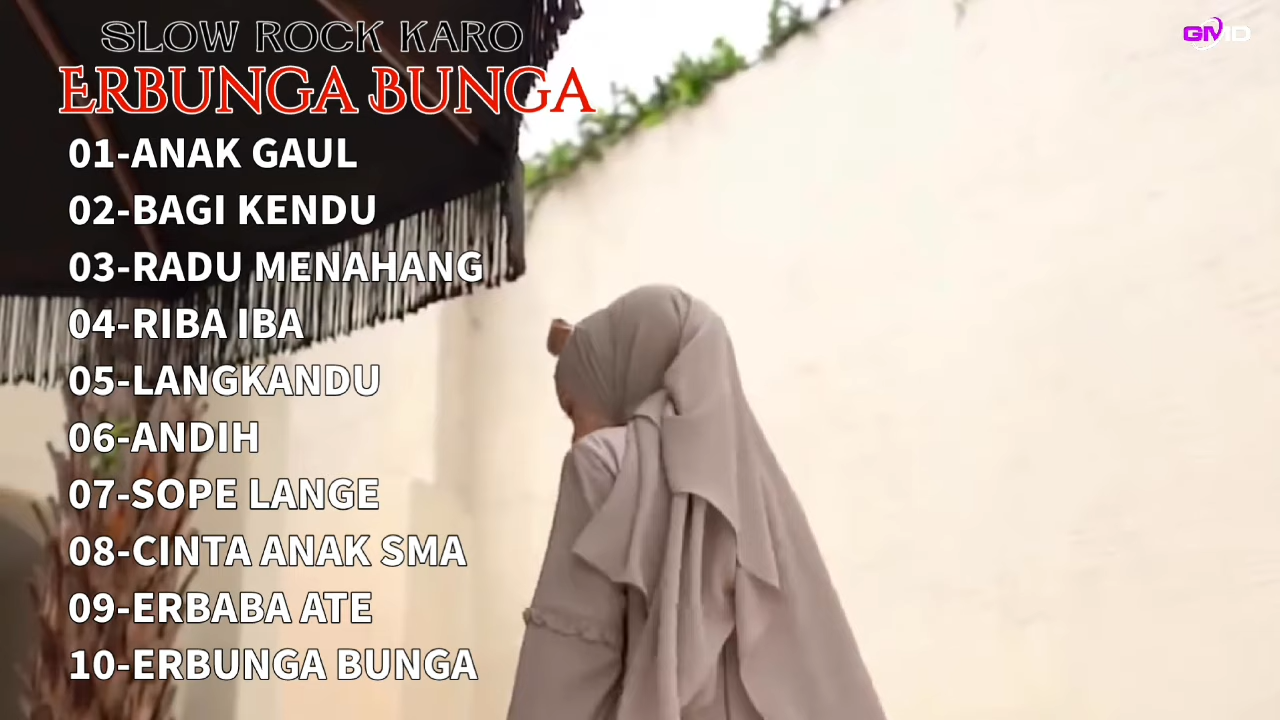 SLOW ROCK KARO
ERBUNGA BUNGA
GMD
01-ANAK GAUL
02-BAGI KENDU
03-RADU MENAHANG
04-RIBA IBA
05-LANGKANDU
06-ANDIH
07-SOPE LANGE
08-CINTA ANAK SMA
09-ERBABA ATE
10-ERBUNGA BUNGA